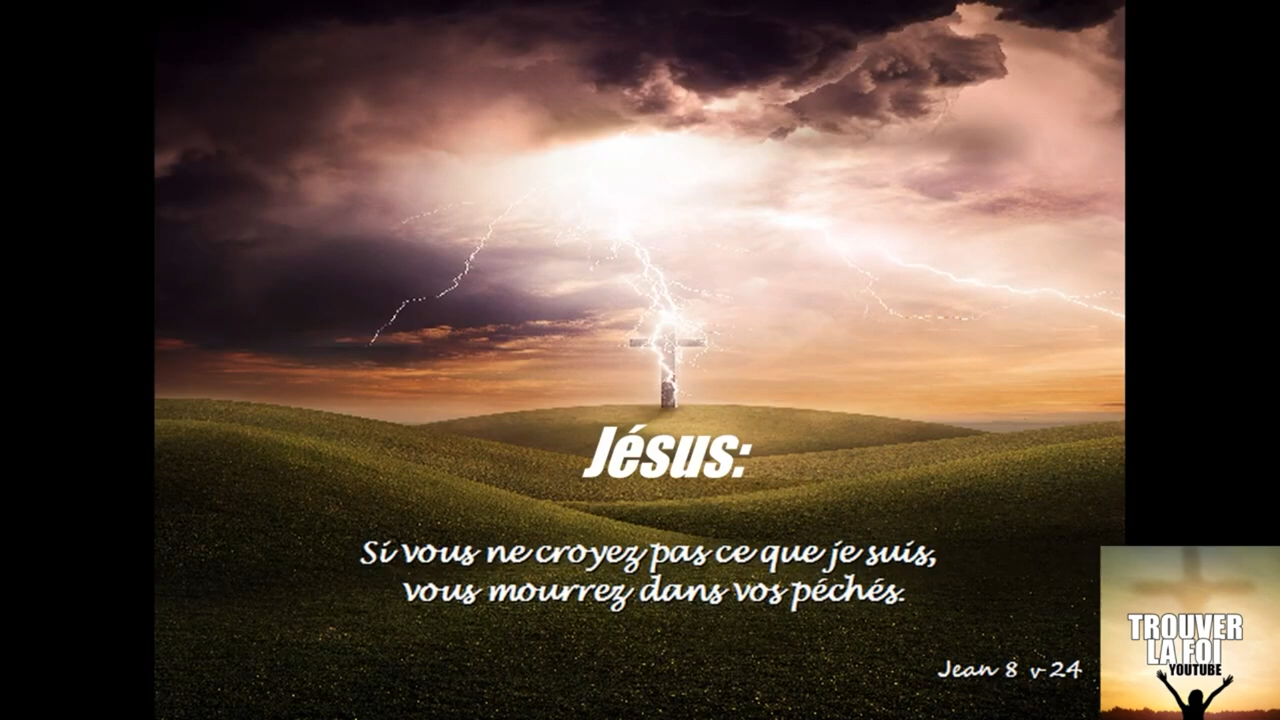 Jésus:
Si vous ne croyez pas ce que je suis,
vous mourrez dans vos péchés.
Jean 8 v 24
TROUVER
LA FOI
YOUTUBE